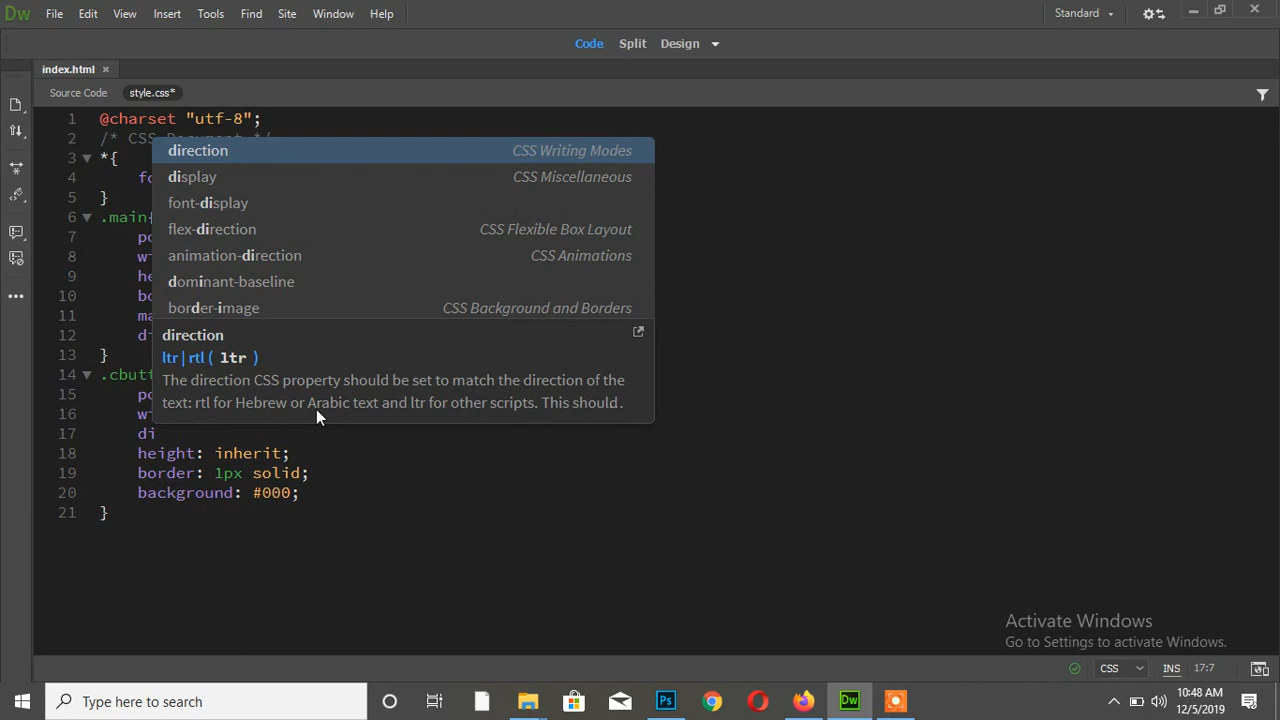 Dw File Edit View Insert Tools Find Site Window Help Standard
Code Split Design
index.html ×
Source Code style.css*
1 @charset "utf-8";
2 /* CSS Document */
3 *{
4 fo
5 }
6 .main{
7 po
8 wi
9 he
10 bo
11 ma
12 di
13 }
14 .cbutt
15 po
16 wi
17 di
18 height: inherit;
19 border: 1px solid;
20 background: #000;
21 }
direction CSS Writing Modes
display CSS Miscellaneous
font-display
flex-direction CSS Flexible Box Layout
animation-direction CSS Animations
dominant-baseline
border-image CSS Background and Borders
direction
ltr|rtl( ltr )
The direction CSS property should be set to match the direction of the
text: rtl for Hebrew or Arabic text and ltr for other scripts. This should.
Activate Windows
Go to Settings to activate Windows.
CSS INS 17:7
Type here to search Ps Dw 10:48 AM
12/5/2019